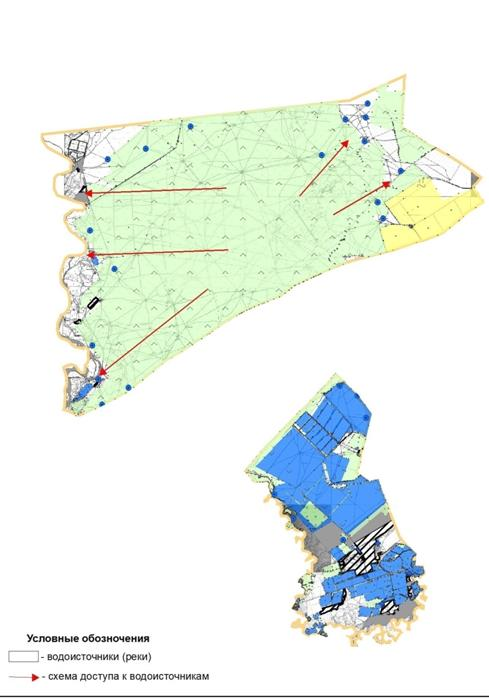 Условные обозначения
- водоисточники (реки)
- схема доступа к водоисточникам